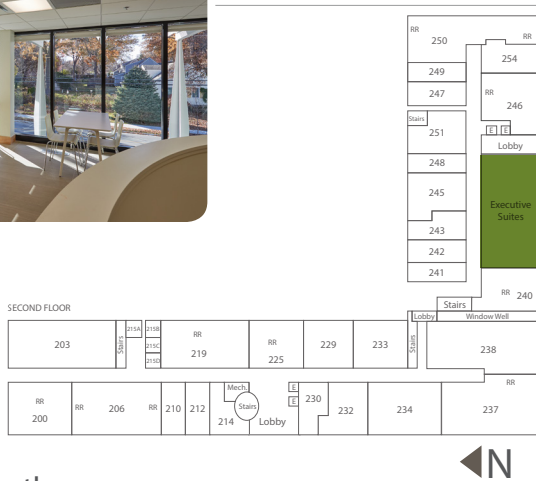 RR
250
RR
254
249
247
RR
246
Stairs
251
E
E
Lobby
248
245
Executive
Suites
243
242
241
RR
240
Stairs
SECOND FLOOR
Lobby
Window Well
203
Stairs
215A
215B
215C
215D
RR
219
RR
225
229
233
Stairs
238
RR
200
RR
206
RR
210
212
Mech.
Stairs
214
Lobby
E
E
230
232
234
RR
237
N